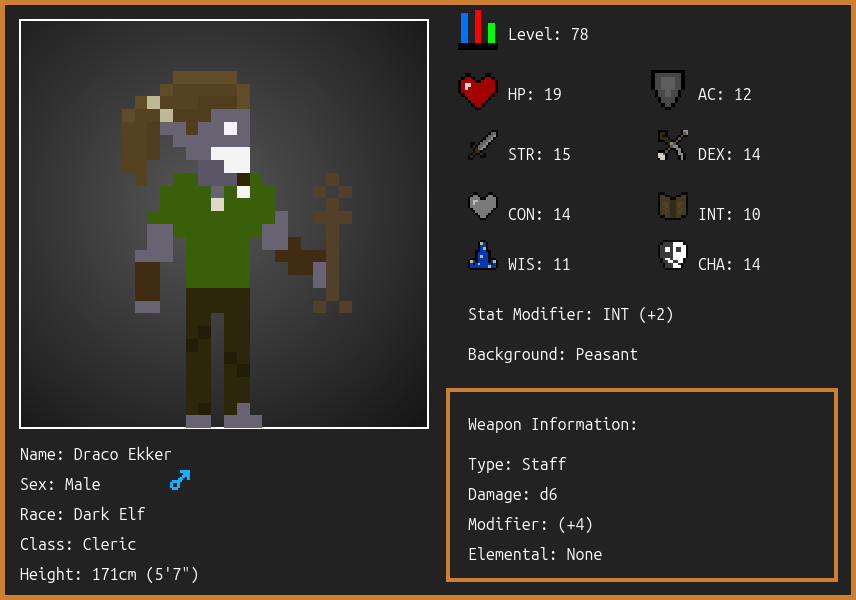 Level: 78
HP: 19
AC: 12
STR: 15
DEX: 14
CON: 14
INT: 10
WIS: 11
CHA: 14
Stat Modifier: INT (+2)
Background: Peasant
Weapon Information:
Type: Staff
Damage: d6
Modifier: (+4)
Elemental: None
Name: Draco Ekker
Sex: Male
Race: Dark Elf
Class: Cleric
Height: 171cm (5'7")